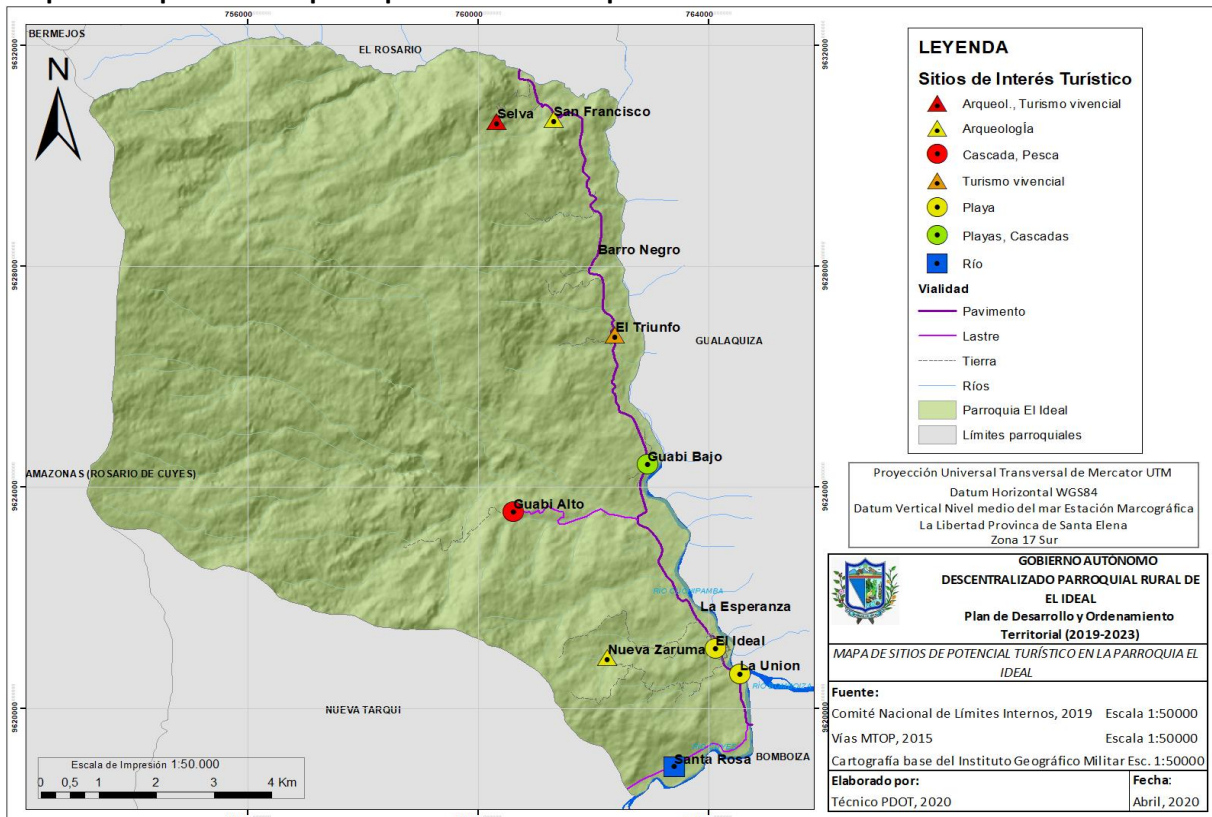 756000 760000 764000
BERMEJOS
EL ROSARIO
9632000 9632000
N
Selva
San Francisco
Barro Negro
9628000 9628000
El Triunfo
GUALAQUIZA
Guabi Bajo
AMAZONAS (ROSARIO DE CUYES)
9624000 9624000
Guabi Alto
La Esperanza
El Ideal
Nueva Zaruma
La Union
NUEVA TARQUI
9620000 9620000
Santa Rosa
BOMBOIZA
Escala de Impresión 1:50.000
0 0,5 1 2 3 4 Km
LEYENDA
Sitios de Interés Turístico
Arqueol., Turismo vivencial
Arqueología
Cascada, Pesca
Turismo vivencial
Playa
Playas, Cascadas
Río
Vialidad
Pavimento
Lastre
Tierra
Ríos
Parroquia El Ideal
Límites parroquiales
Proyección Universal Transversal de Mercator UTM
Datum Horizontal WGS84
Datum Vertical Nivel medio del mar Estación Marcográfica
La Libertad Provinca de Santa Elena
Zona 17 Sur
GOBIERNO AUTÓNOMO
DESCENTRALIZADO PARROQUIAL RURAL DE
EL IDEAL
Plan de Desarrollo y Ordenamiento
Territorial (2019-2023)
MAPA DE SITIOS DE POTENCIAL TURÍSTICO EN LA PARROQUIA EL
IDEAL
Fuente:
Comité Nacional de Límites Internos, 2019 Escala 1:50000
Vías MTOP, 2015 Escala 1:50000
Cartografía base del Instituto Geográfico Militar Esc. 1:50000
Elaborado por: Fecha:
Técnico PDOT, 2020 Abril, 2020